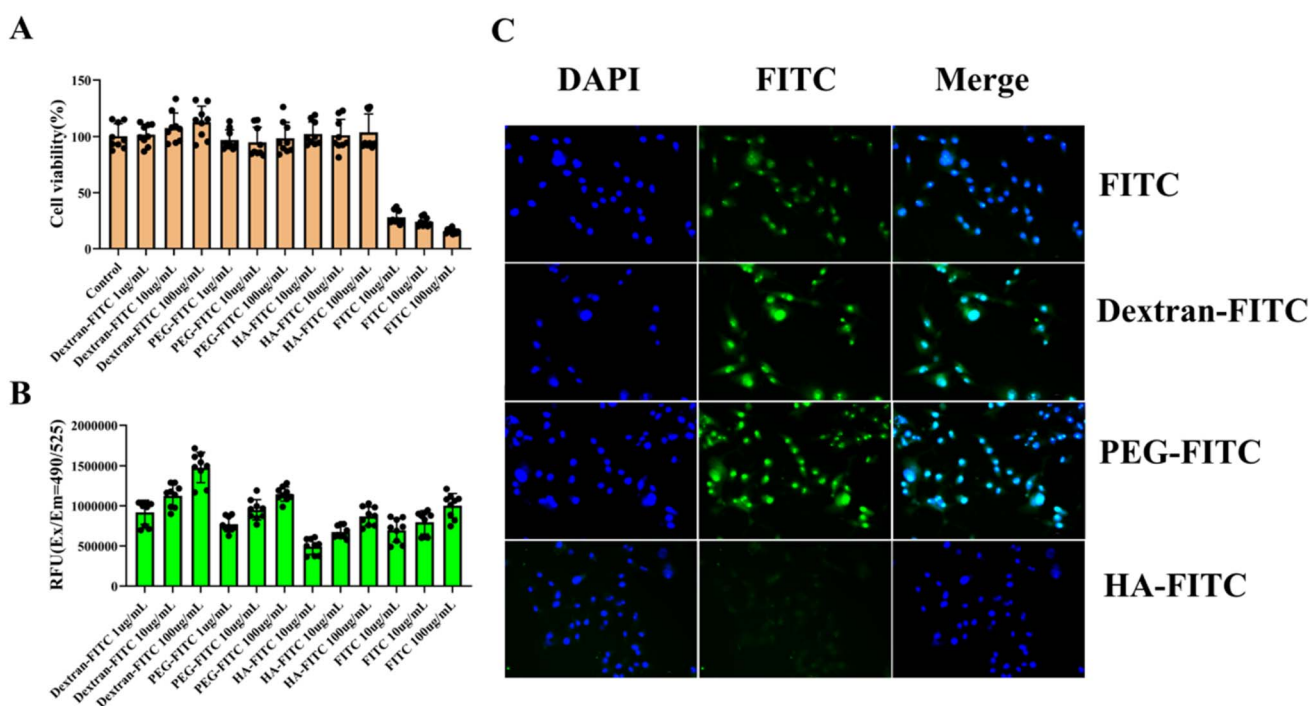 A
Cell viability(%)
150
100
50
0
Control
Dextran-FITC 1ug/mL
Dextran-FITC 10ug/mL
Dextran-FITC 100ug/mL
PEG-FITC 1ug/mL
PEG-FITC 10ug/mL
PEG-FITC 100ug/mL
HA-FITC 10ug/mL
HA-FITC 10ug/mL
HA-FITC 100ug/mL
FITC 10ug/mL
FITC 10ug/mL
FITC 100ug/mL
B
RFU(Ex/Em=490/525)
2000000
1500000
1000000
500000
0
Dextran-FITC 1ug/mL
Dextran-FITC 10ug/mL
Dextran-FITC 100ug/mL
PEG-FITC 1ug/mL
PEG-FITC 10ug/mL
PEG-FITC 100ug/mL
HA-FITC 10ug/mL
HA-FITC 10ug/mL
HA-FITC 100ug/mL
FITC 10ug/mL
FITC 10ug/mL
FITC 100ug/mL
C
DAPI FITC Merge
FITC
Dextran-FITC
PEG-FITC
HA-FITC